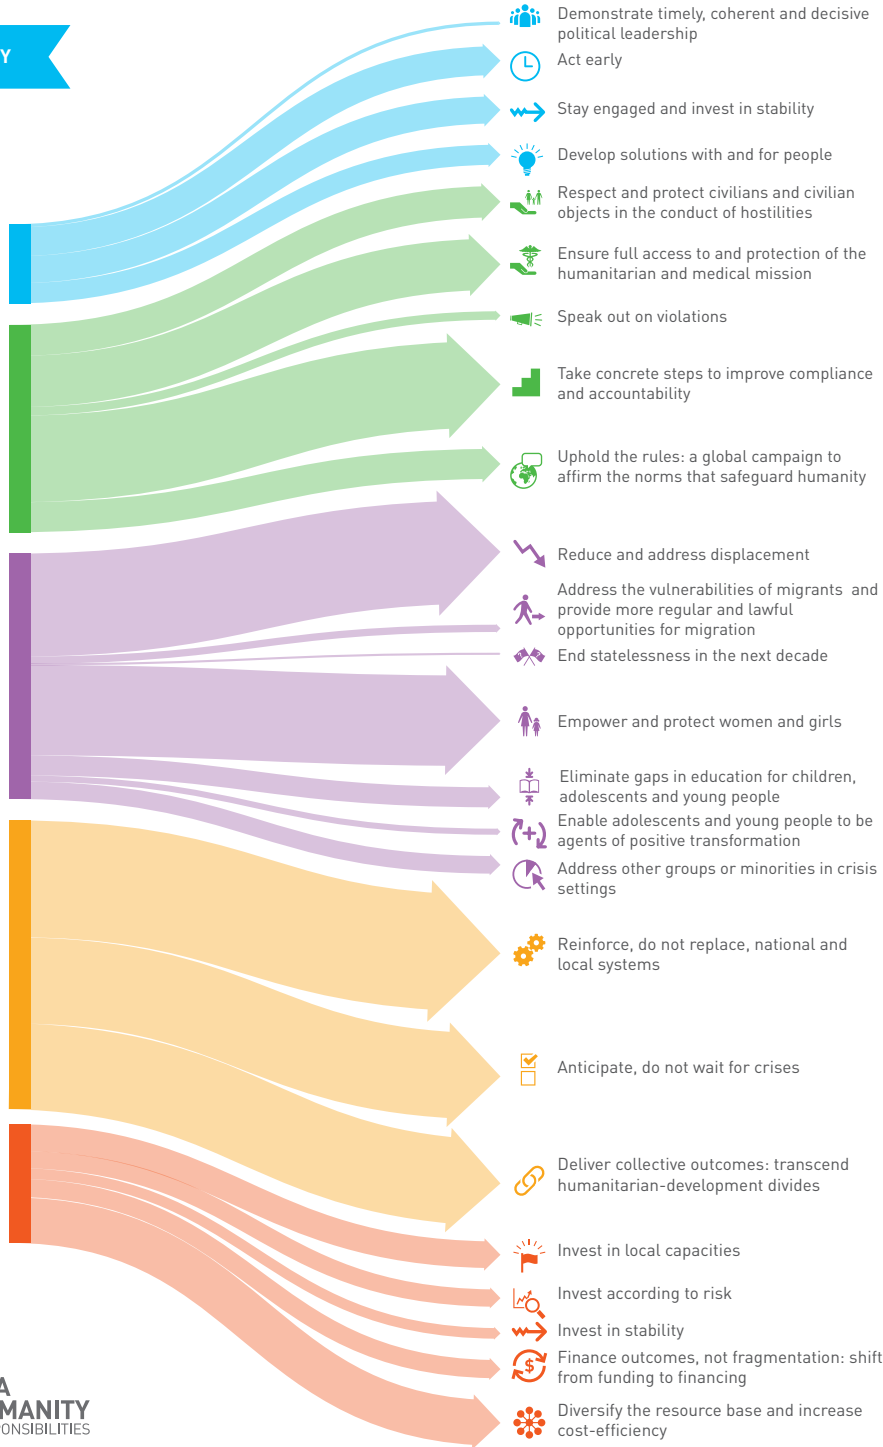 Demonstrate timely, coherent and decisive
political leadership
Y
Act early
Stay engaged and invest in stability
Develop solutions with and for people
Respect and protect civilians and civilian
objects in the conduct of hostilities
Ensure full access to and protection of the
humanitarian and medical mission
Speak out on violations
Take concrete steps to improve compliance
and accountability
Uphold the rules: a global campaign to
affirm the norms that safeguard humanity
Reduce and address displacement
Address the vulnerabilities of migrants and
provide more regular and lawful
opportunities for migration
End statelessness in the next decade
Empower and protect women and girls
Eliminate gaps in education for children,
adolescents and young people
Enable adolescents and young people to be
agents of positive transformation
Address other groups or minorities in crisis
settings
Reinforce, do not replace, national and
local systems
Anticipate, do not wait for crises
Deliver collective outcomes: transcend
humanitarian-development divides
Invest in local capacities
Invest according to risk
Invest in stability
Finance outcomes, not fragmentation: shift
from funding to financing
$
Diversify the resource base and increase
cost-efficiency
A
MANITY
ONSIBILITIES